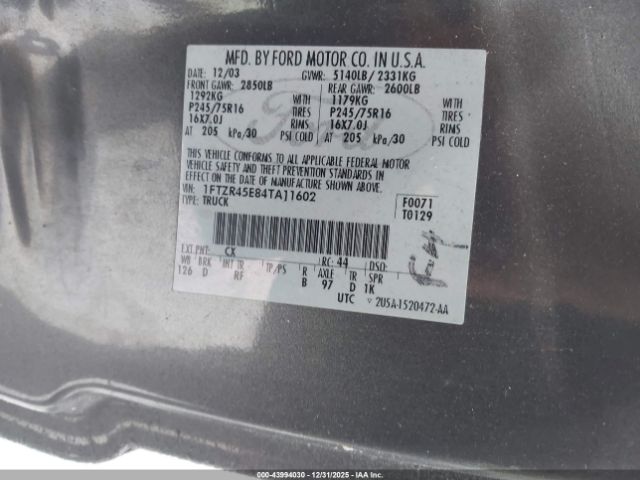 MFD. BY FORD MOTOR CO. IN U.S.A.
DATE: 12/03 GVWR: 5140LB / 2331KG
FRONT GAWR: 2850LB REAR GAWR: 2600LB
1292KG WITH 1179KG WITH
P245/75R16 TIRES P245/75R16 TIRES
16X7.0J RIMS 16X7.0J RIMS
AT 205 kPa/30 PSI COLD AT 205 kPa/30 PSI COLD
THIS VEHICLE CONFORMS TO ALL APPLICABLE FEDERAL MOTOR
VEHICLE SAFETY AND THEFT PREVENTION STANDARDS IN
EFFECT ON THE DATE OF MANUFACTURE SHOWN ABOVE.
VIN: 1FTZR45E84TA11602 F0071
TYPE: TRUCK T0129
EXT PNT: CX RC: 44 DSO:
WB BRK INT TR TP/PS R AXLE TR SPR
126 D RF B 97 D 1K
UTC 2U5A-1520472-AA
Ford
000-43994030 - 12/31/2025 - IAAI.COM